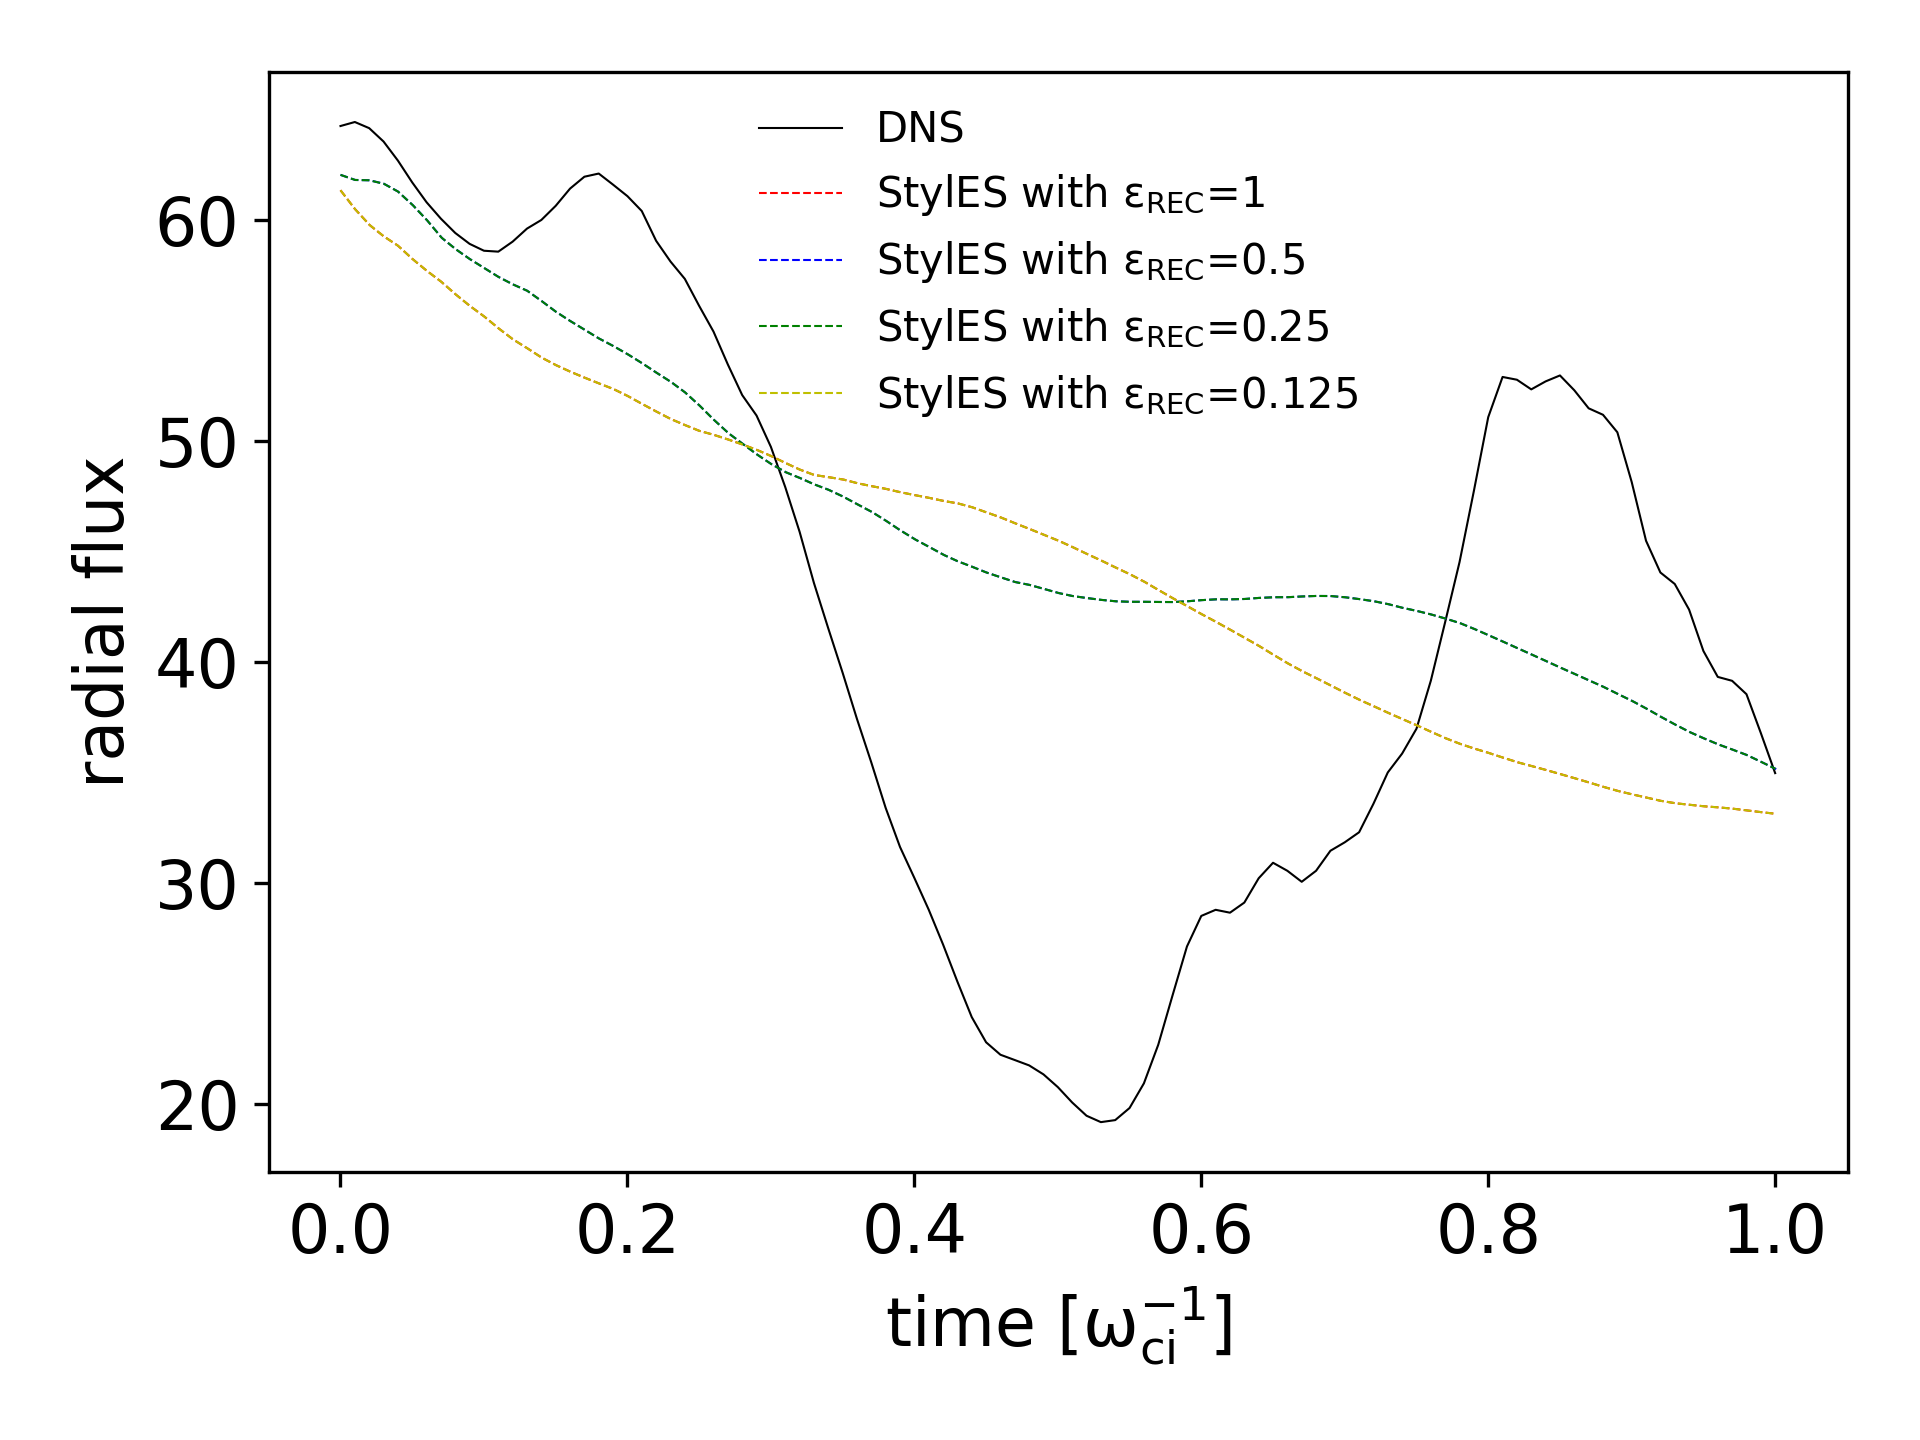 DNS
StylES with ε_REC=1
StylES with ε_REC=0.5
StylES with ε_REC=0.25
StylES with ε_REC=0.125
radial flux
60
50
40
30
20
0.0 0.2 0.4 0.6 0.8 1.0
time [ω_ci^−1]